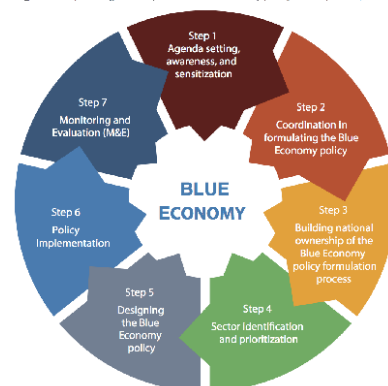 Step 1
Agenda setting,
awareness, and
sensitization
Step 2
Coordination in
formulating the Blue
Economy policy
Step 3
Building national
ownership of the
Blue Economy
policy formulation
process
Step 4
Sector identification
and prioritization
Step 5
Designing
the Blue
Economy
policy
Step 6
Policy
Implementation
Step 7
Monitoring and
Evaluation (M&E)
BLUE
ECONOMY